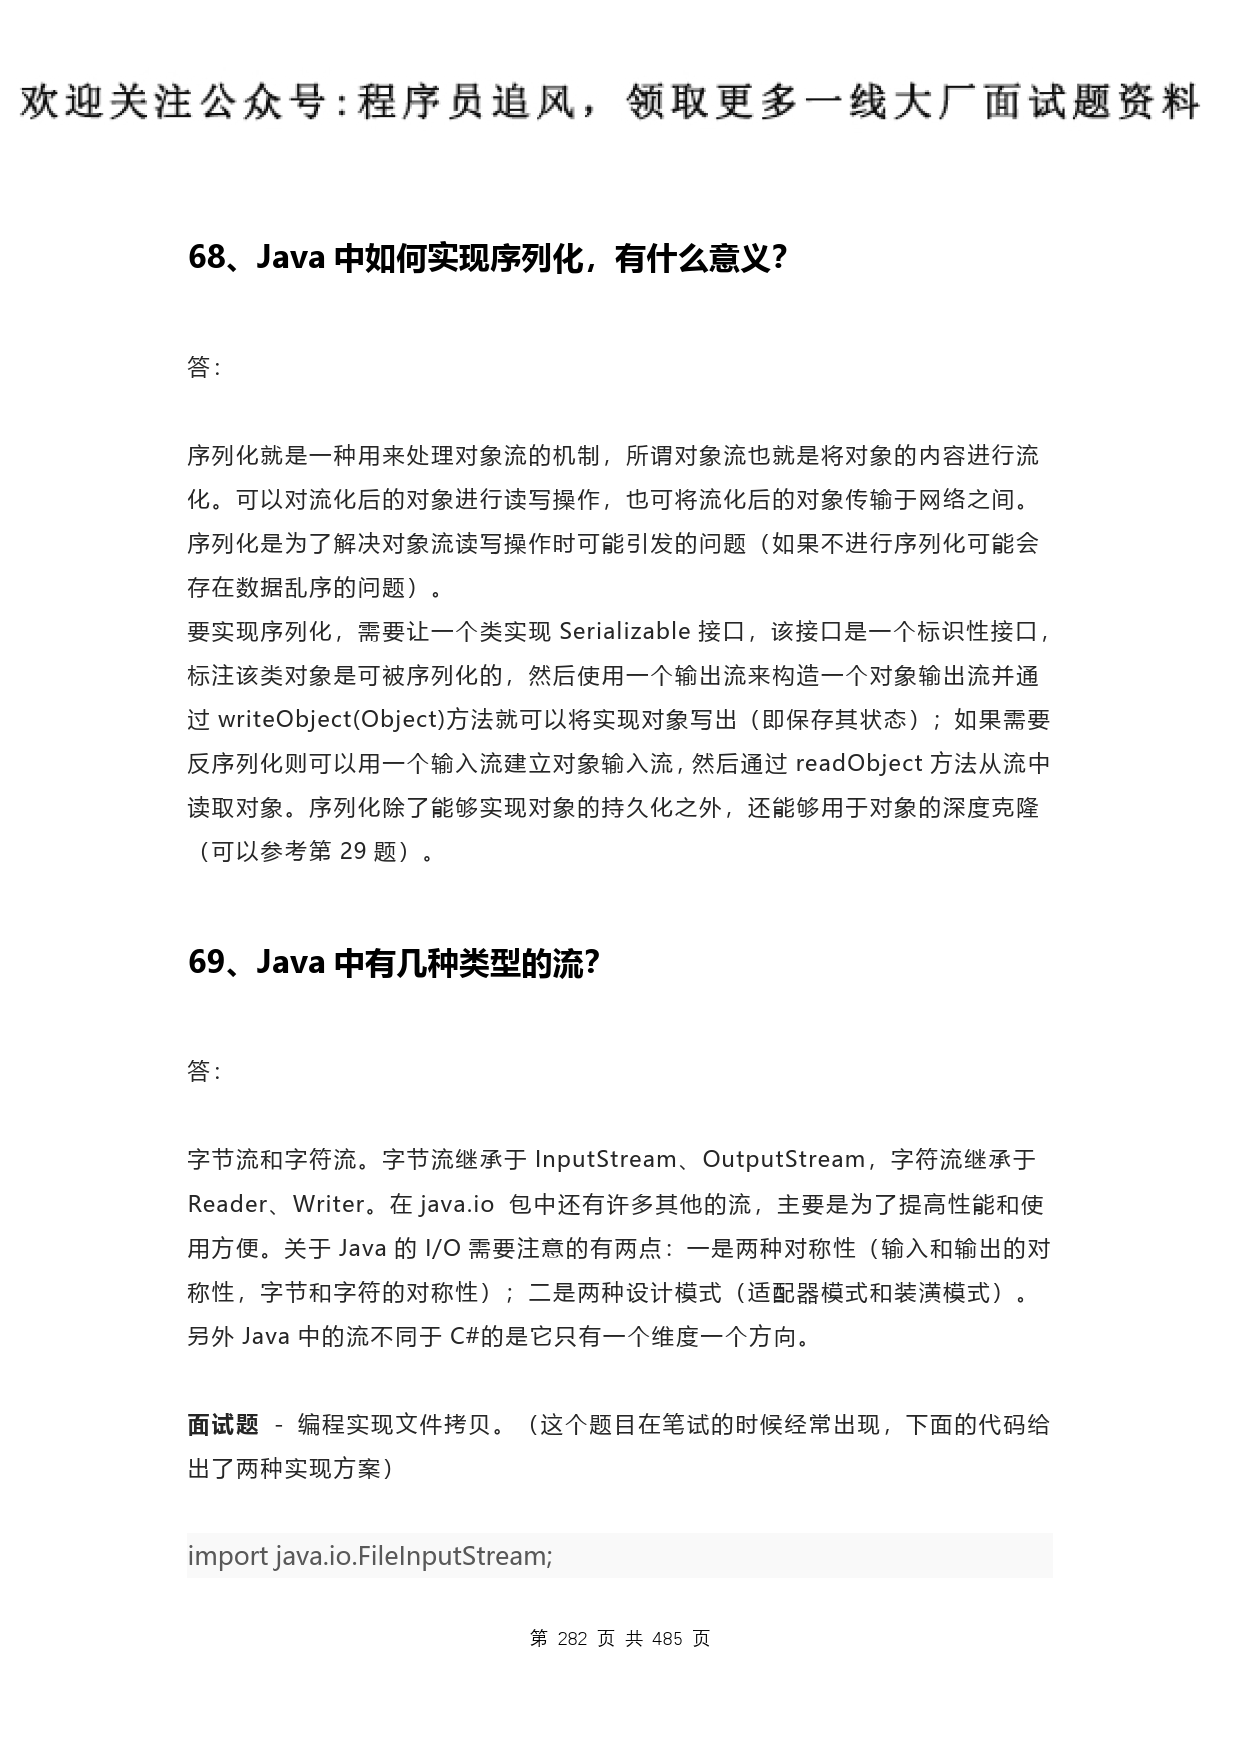 欢迎关注公众号:程序员追风，领取更多一线大厂面试题资料
68、Java 中如何实现序列化，有什么意义？
答：
序列化就是一种用来处理对象流的机制，所谓对象流也就是将对象的内容进行流
化。可以对流化后的对象进行读写操作，也可将流化后的对象传输于网络之间。
序列化是为了解决对象流读写操作时可能引发的问题（如果不进行序列化可能会
存在数据乱序的问题）。
要实现序列化，需要让一个类实现 Serializable 接口，该接口是一个标识性接口，
标注该类对象是可被序列化的，然后使用一个输出流来构造一个对象输出流并通
过 writeObject(Object)方法就可以将实现对象写出（即保存其状态）；如果需要
反序列化则可以用一个输入流建立对象输入流，然后通过 readObject 方法从流中
读取对象。序列化除了能够实现对象的持久化之外，还能够用于对象的深度克隆
（可以参考第 29 题）。
69、Java 中有几种类型的流？
答：
字节流和字符流。字节流继承于 InputStream、OutputStream，字符流继承于
Reader、Writer。在 java.io 包中还有许多其他的流，主要是为了提高性能和使
用方便。关于 Java 的 I/O 需要注意的有两点：一是两种对称性（输入和输出的对
称性，字节和字符的对称性）；二是两种设计模式（适配器模式和装潢模式）。
另外 Java 中的流不同于 C#的是它只有一个维度一个方向。
面试题 - 编程实现文件拷贝。（这个题目在笔试的时候经常出现，下面的代码给
出了两种实现方案）
import java.io.FileInputStream;
第 282 页 共 485 页